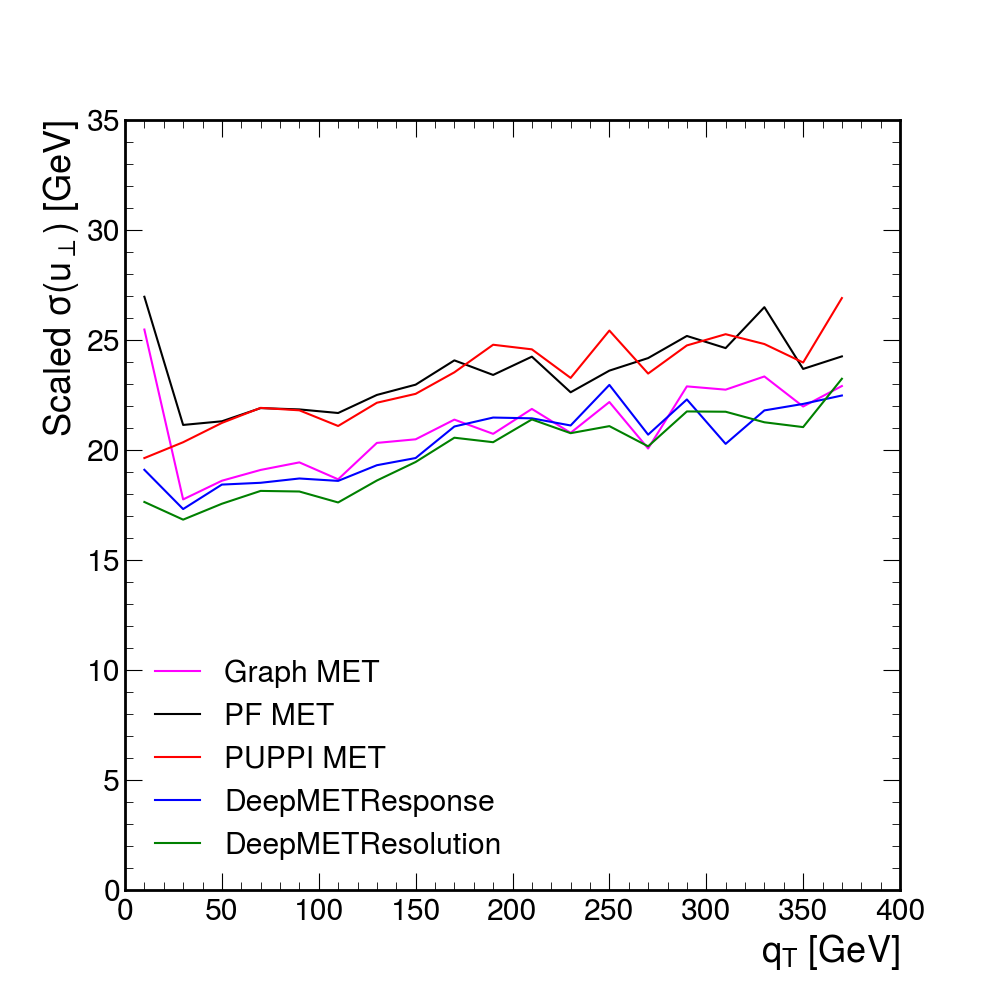 Scaled σ(u⊥) [GeV]
35
30
25
20
15
10
5
0
Graph MET
PF MET
PUPPI MET
DeepMETResponse
DeepMETResolution
0 50 100 150 200 250 300 350 400
qT [GeV]